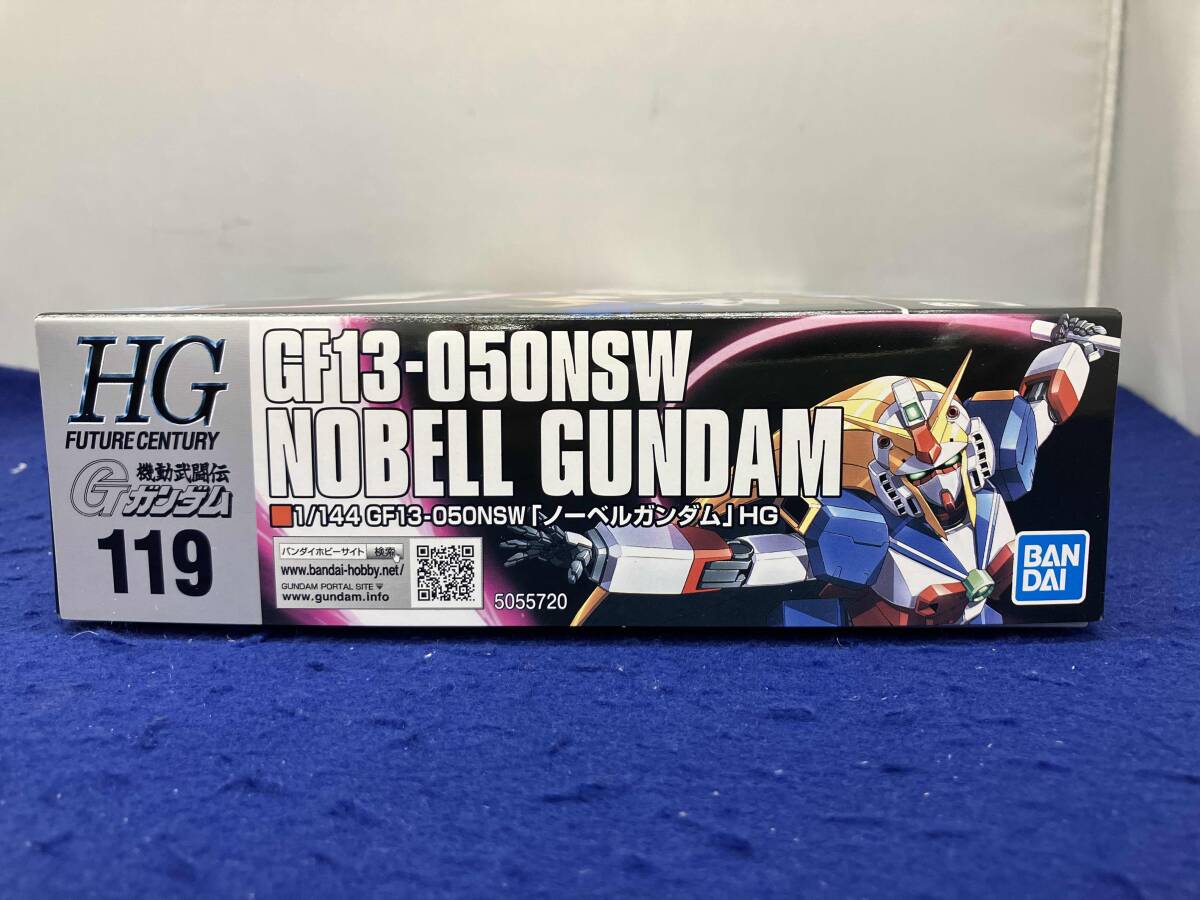 HG
FUTURE CENTURY
機動武闘伝
Gガンダム
119
GF13-050NSW
NOBELL GUNDAM
1/144 GF13-050NSW「ノーベルガンダム」HG
バンダイホビーサイト 検索
www.bandai-hobby.net/
GUNDAM PORTAL SITE
www.gundam.info
5055720
BAN
DAI